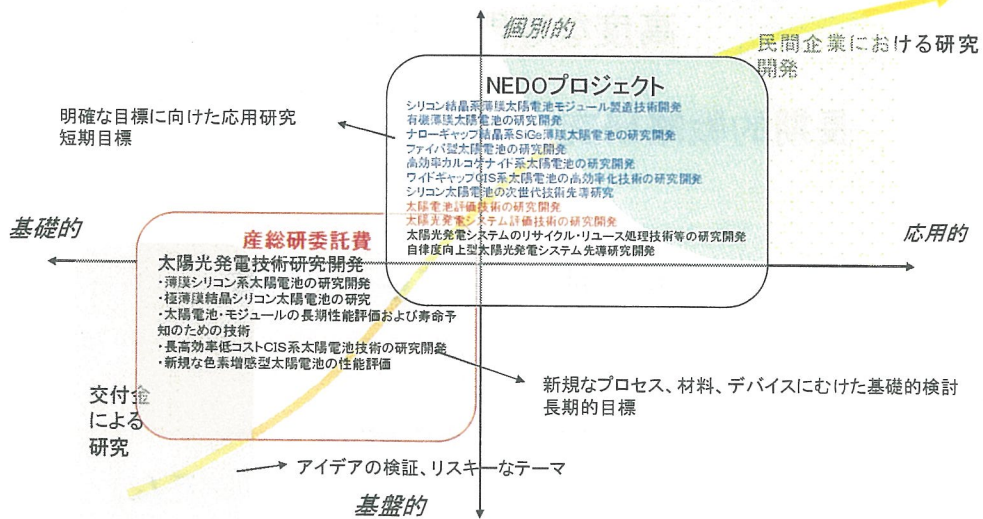 個別的
民間企業における研究
開発
NEDOプロジェクト
シリコン結晶系薄膜太陽電池モジュール製造技術開発
有機薄膜太陽電池の研究開発
ナローギャップ結晶系SiGe薄膜太陽電池の研究開発
ファイバ型太陽電池の研究開発
高効率カルコゲナイド系太陽電池の研究開発
ワイドギャップCIS系太陽電池の高効率化技術の研究開発
シリコン太陽電池の次世代技術先導研究
太陽電池評価技術の研究開発
太陽光発電システム評価技術の研究開発
太陽光発電システムのリサイクル・リユース処理技術等の研究開発
自律度向上型太陽光発電システム先導研究開発
明確な目標に向けた応用研究
短期目標
基礎的
応用的
産総研委託費
太陽光発電技術研究開発
・薄膜シリコン系太陽電池の研究開発
・極薄膜結晶シリコン太陽電池の研究
・太陽電池・モジュールの長期性能評価および寿命予
知のための技術
・長高効率低コストCIS系太陽電池技術の研究開発
・新規な色素増感型太陽電池の性能評価
交付金
による
研究
新規なプロセス、材料、デバイスにむけた基礎的検討
長期的目標
アイデアの検証、リスキーなテーマ
基盤的